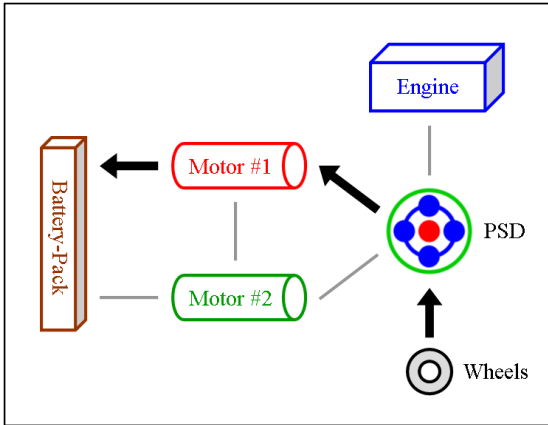 Engine
Motor #1
Battery-Pack
PSD
Motor #2
Wheels